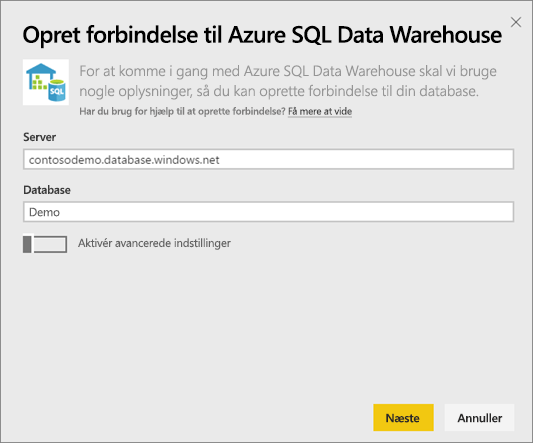 Opret forbindelse til Azure SQL Data Warehouse
SQL
For at komme i gang med Azure SQL Data Warehouse skal vi bruge
nogle oplysninger, så du kan oprette forbindelse til din database.
Har du brug for hjælp til at oprette forbindelse? Få mere at vide
Server
contosodemo.database.windows.net
Database
Demo
Aktivér avancerede indstillinger
Næste Annuller